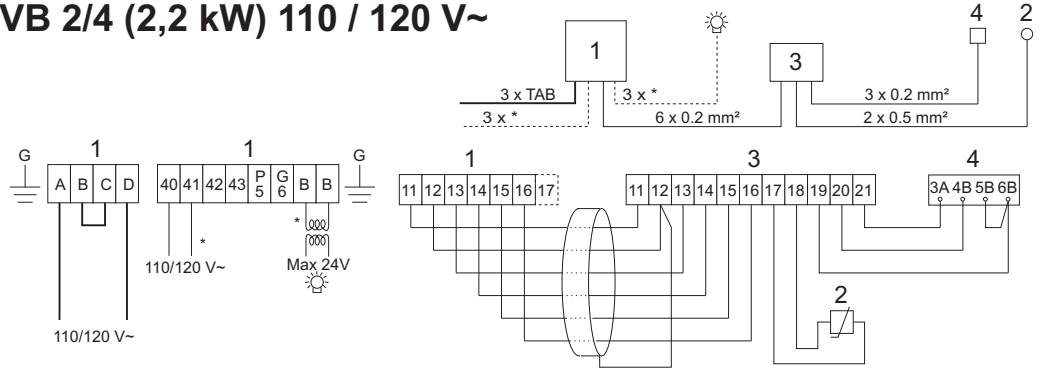 VB 2/4 (2,2 kW) 110 / 120 V~
1
3
4
2
3 x TAB
3 x *
3 x *
6 x 0.2 mm²
3 x 0.2 mm²
2 x 0.5 mm²
G
1
A B C D
110/120 V~
1
40 41 42 43 P5 G6 B B
G
*
110/120 V~
*
Max 24V
1
11 12 13 14 15 16 17
3
11 12 13 14 15 16 17 18 19 20 21
4
3A 4B 5B 6B
2